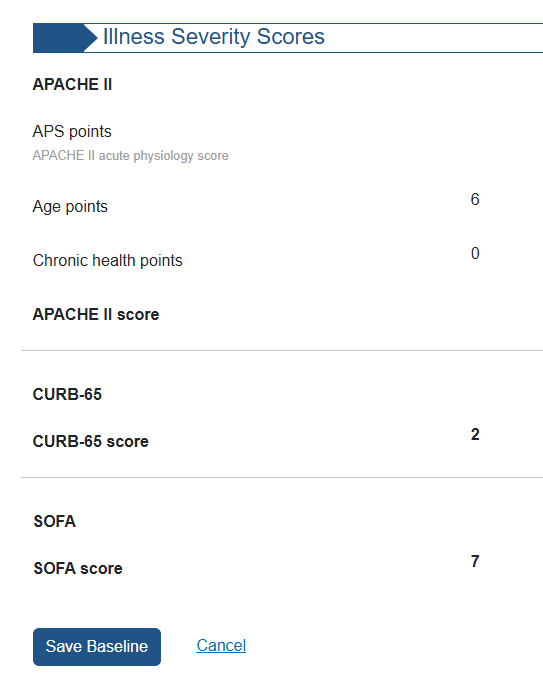 Illness Severity Scores
APACHE II
APS points
APACHE II acute physiology score
Age points 6
Chronic health points 0
APACHE II score
CURB-65
CURB-65 score 2
SOFA
SOFA score 7
Save Baseline Cancel